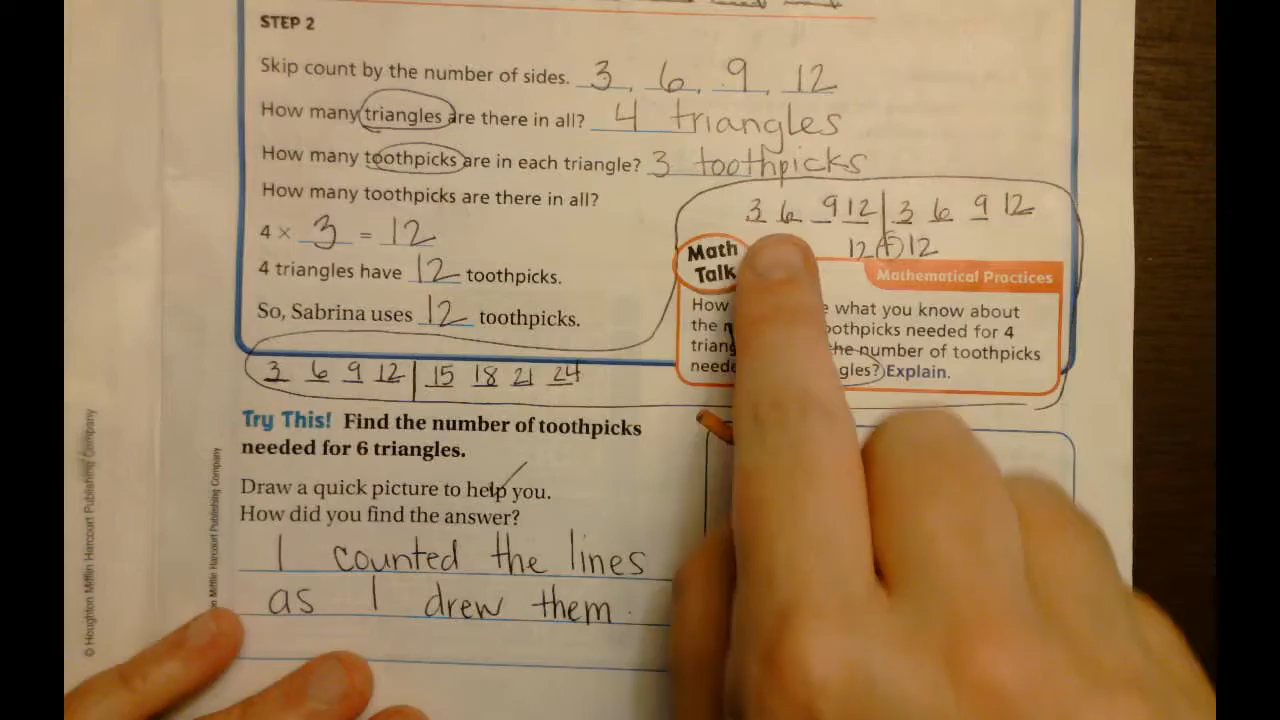 STEP 2
Skip count by the number of sides. 3, 6, 9, 12
How many triangles are there in all? 4 triangles
How many toothpicks are in each triangle? 3 toothpicks
How many toothpicks are there in all?
4 × 3 = 12
4 triangles have 12 toothpicks.
So, Sabrina uses 12 toothpicks.
3 6 9 12 | 3 6 9 12
12 + 12
Math
Talk
Mathematical Practices
How what you know about
the toothpicks needed for 4
the number of toothpicks
Explain.
3 6 9 12 | 15 18 21 24
Try This! Find the number of toothpicks
needed for 6 triangles.
Draw a quick picture to help you.
How did you find the answer?
I counted the lines
as I drew them.
© Houghton Mifflin Harcourt Publishing Company
Mifflin Harcourt Publishing Company